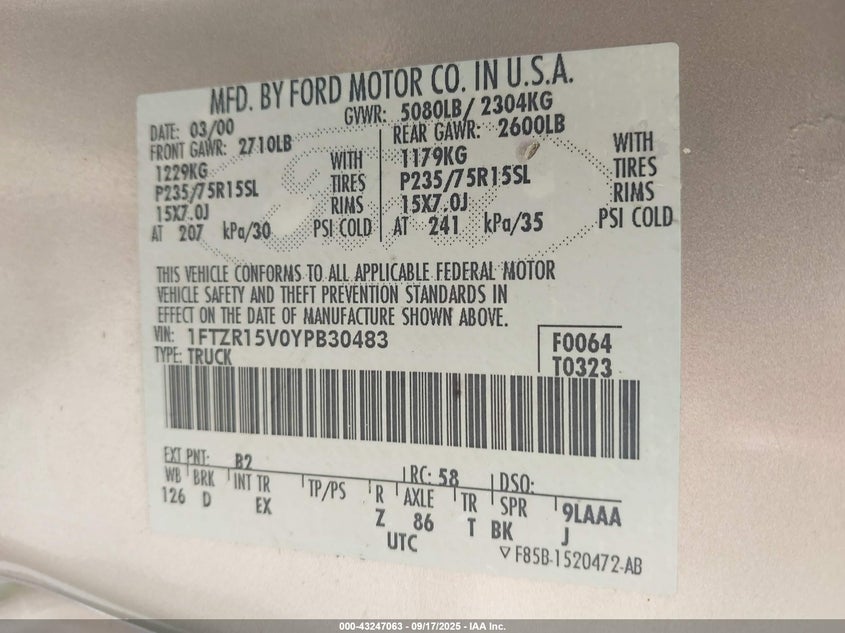 MFD. BY FORD MOTOR CO. IN U.S.A.
DATE: 03/00 GVWR: 5080LB/ 2304KG
FRONT GAWR: 2710LB REAR GAWR: 2600LB
1229KG WITH 1179KG WITH
P235/75R15SL TIRES P235/75R15SL TIRES
15X7.0J RIMS 15X7.0J RIMS
AT 207 kPa/30 PSI COLD AT 241 kPa/35 PSI COLD
THIS VEHICLE CONFORMS TO ALL APPLICABLE FEDERAL MOTOR
VEHICLE SAFETY AND THEFT PREVENTION STANDARDS IN
EFFECT ON THE DATE OF MANUFACTURE SHOWN ABOVE.
VIN: 1FTZR15V0YPB30483 F0064
TYPE: TRUCK T0323
EXT PNT: B2 RC: 58 DSO:
WB BRK INT TR TP/PS R AXLE TR SPR 9LAAA
126 D EX Z 86 T BK J
UTC ▽F85B-1520472-AB
000-43247063 - 09/17/2025 - IAA Inc.